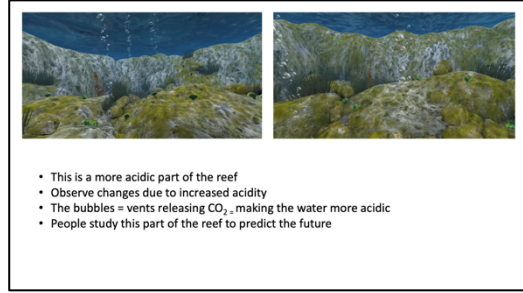 • This is a more acidic part of the reef
• Observe changes due to increased acidity
• The bubbles = vents releasing CO₂ = making the water more acidic
• People study this part of the reef to predict the future